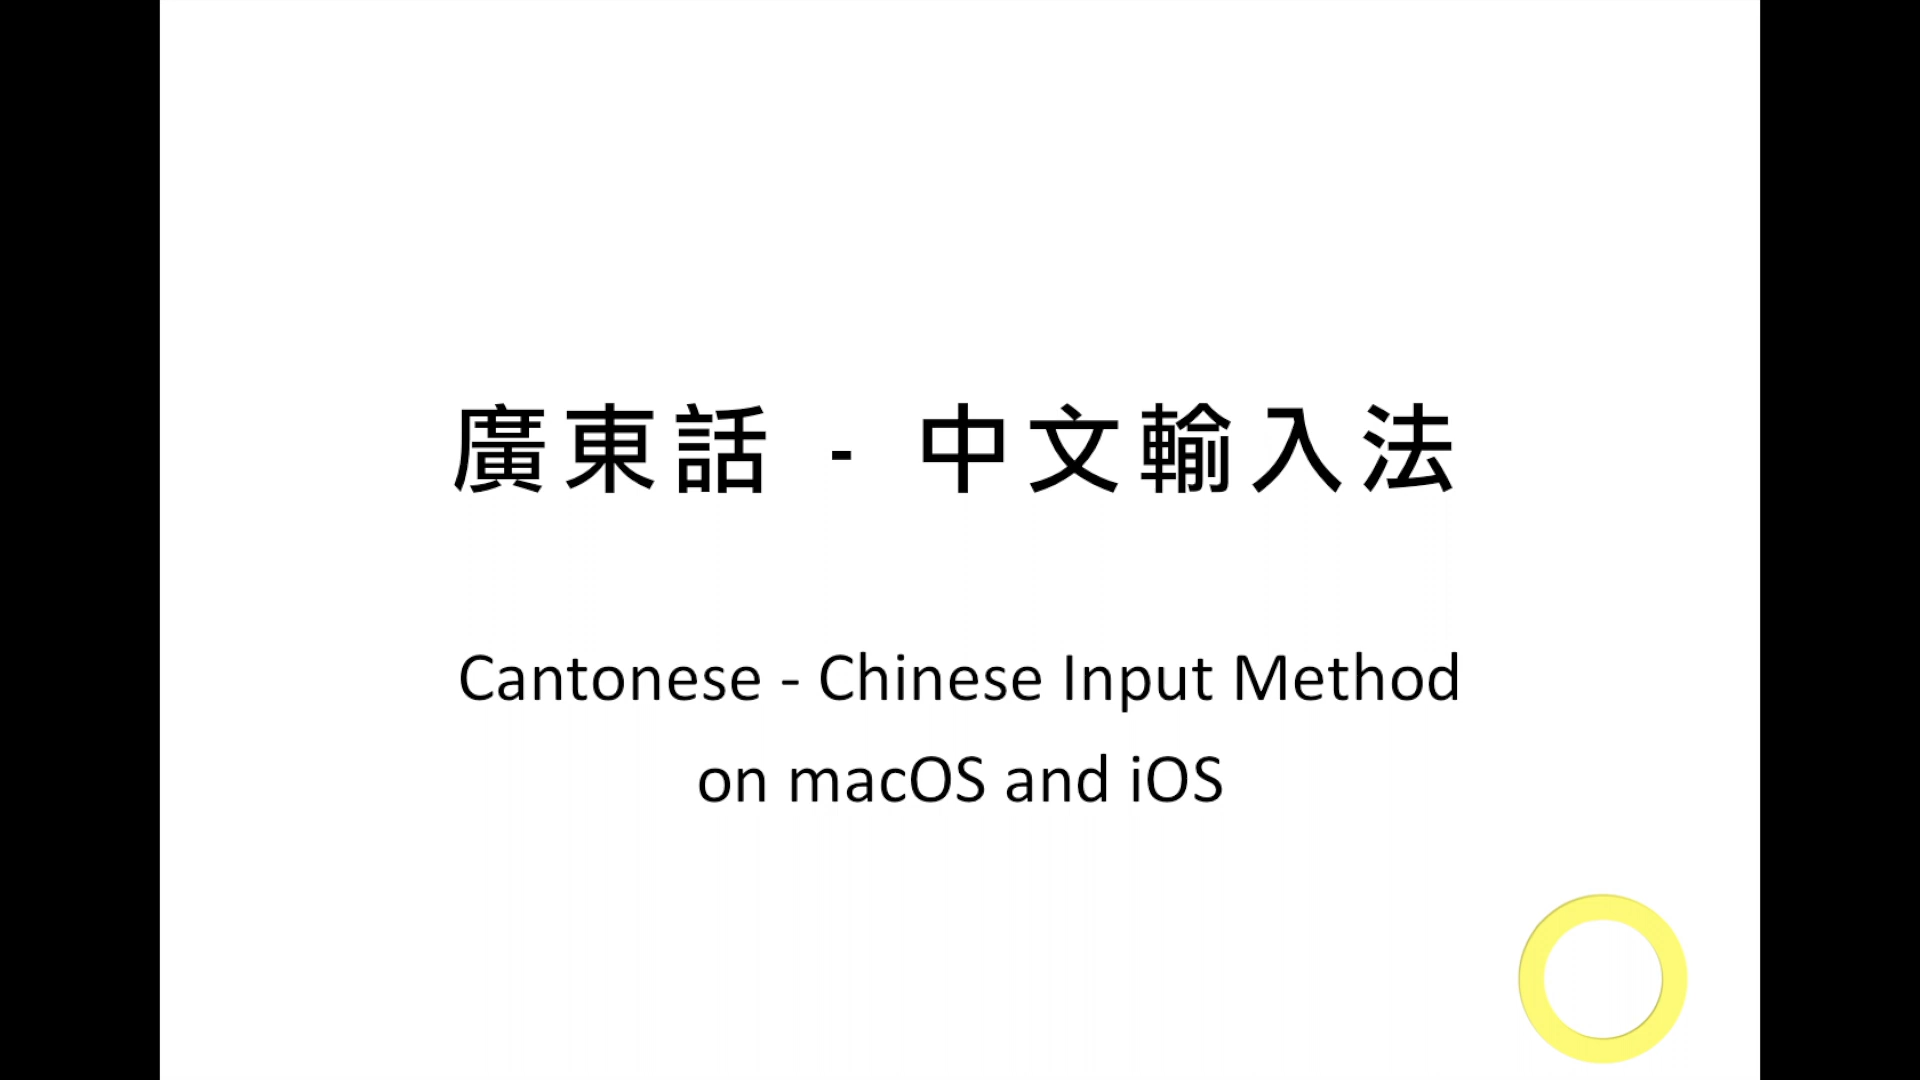 廣東話 - 中文輸入法
Cantonese - Chinese Input Method
on macOS and iOS